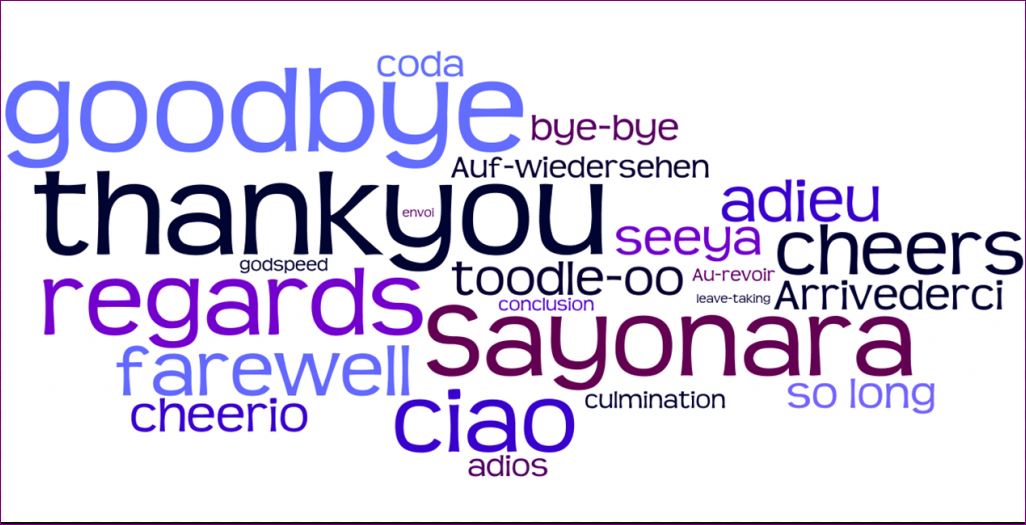 coda
goodbye
bye-bye
Auf-wiedersehen
thankyou
envoi
adieu
seeya
cheers
godspeed
toodle-oo
Au-revoir
regards
conclusion
leave-taking
Arrivederci
Sayonara
farewell
so long
cheerio
ciao
culmination
adios